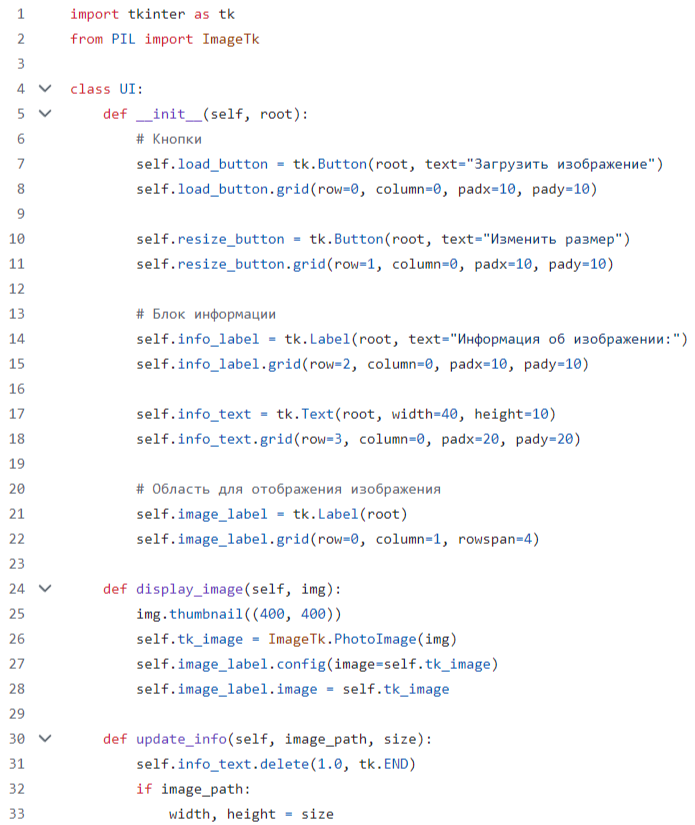 1 import tkinter as tk
2 from PIL import ImageTk
3
4 class UI:
5     def __init__(self, root):
6         # Кнопки
7         self.load_button = tk.Button(root, text="Загрузить изображение")
8         self.load_button.grid(row=0, column=0, padx=10, pady=10)
9
10         self.resize_button = tk.Button(root, text="Изменить размер")
11         self.resize_button.grid(row=1, column=0, padx=10, pady=10)
12
13         # Блок информации
14         self.info_label = tk.Label(root, text="Информация об изображении:")
15         self.info_label.grid(row=2, column=0, padx=10, pady=10)
16
17         self.info_text = tk.Text(root, width=40, height=10)
18         self.info_text.grid(row=3, column=0, padx=20, pady=20)
19
20         # Область для отображения изображения
21         self.image_label = tk.Label(root)
22         self.image_label.grid(row=0, column=1, rowspan=4)
23
24     def display_image(self, img):
25         img.thumbnail((400, 400))
26         self.tk_image = ImageTk.PhotoImage(img)
27         self.image_label.config(image=self.tk_image)
28         self.image_label.image = self.tk_image
29
30     def update_info(self, image_path, size):
31         self.info_text.delete(1.0, tk.END)
32         if image_path:
33             width, height = size